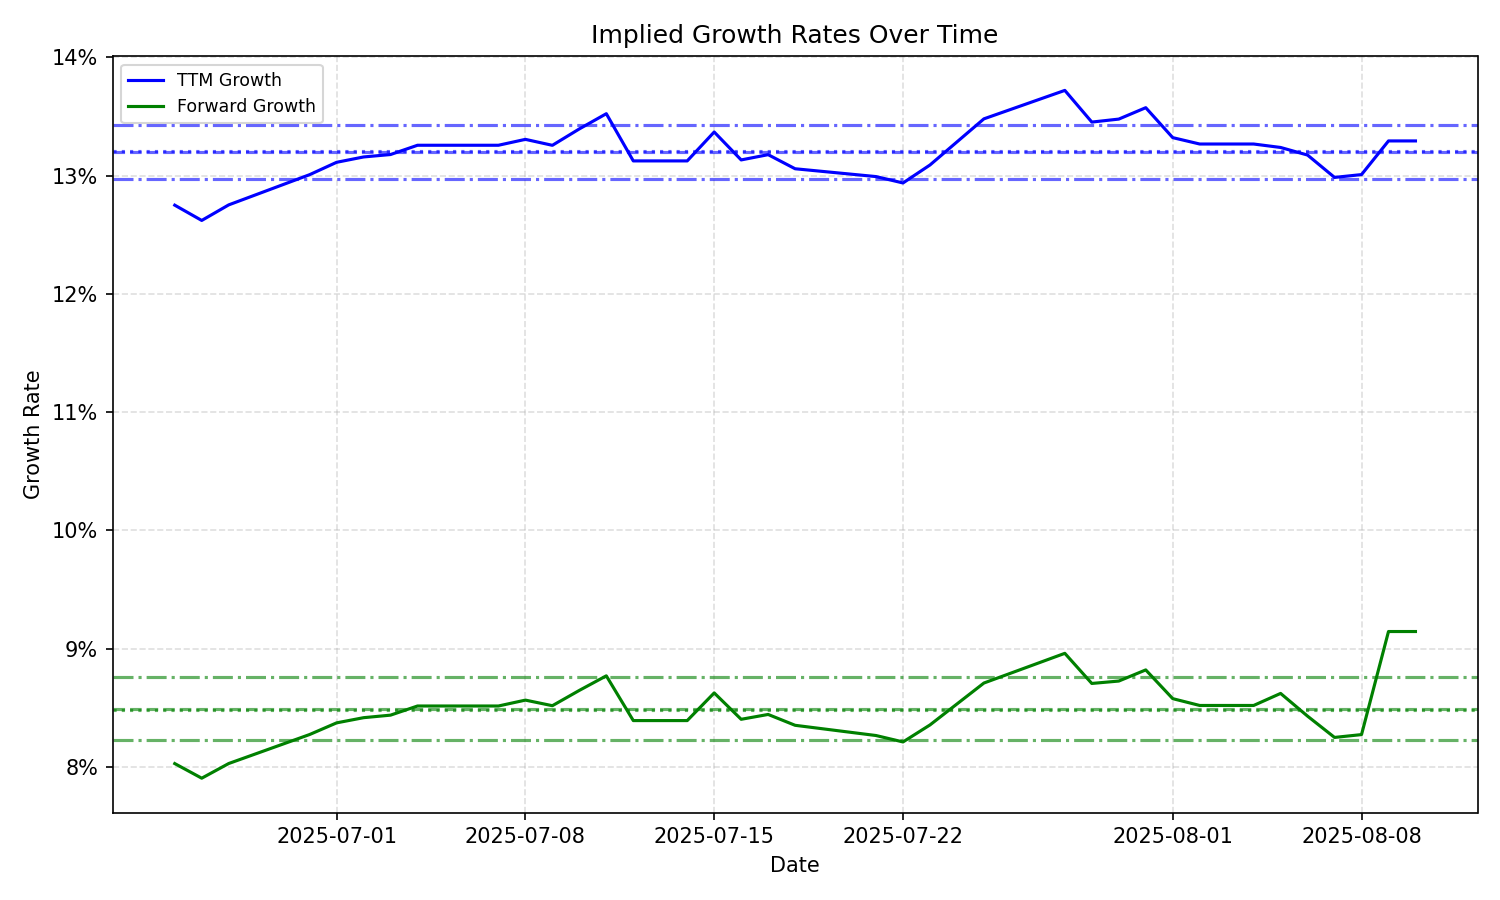 Implied Growth Rates Over Time
TTM Growth
Forward Growth
14%
13%
12%
11%
10%
9%
8%
Growth Rate
2025-07-01
2025-07-08
2025-07-15
2025-07-22
2025-08-01
2025-08-08
Date